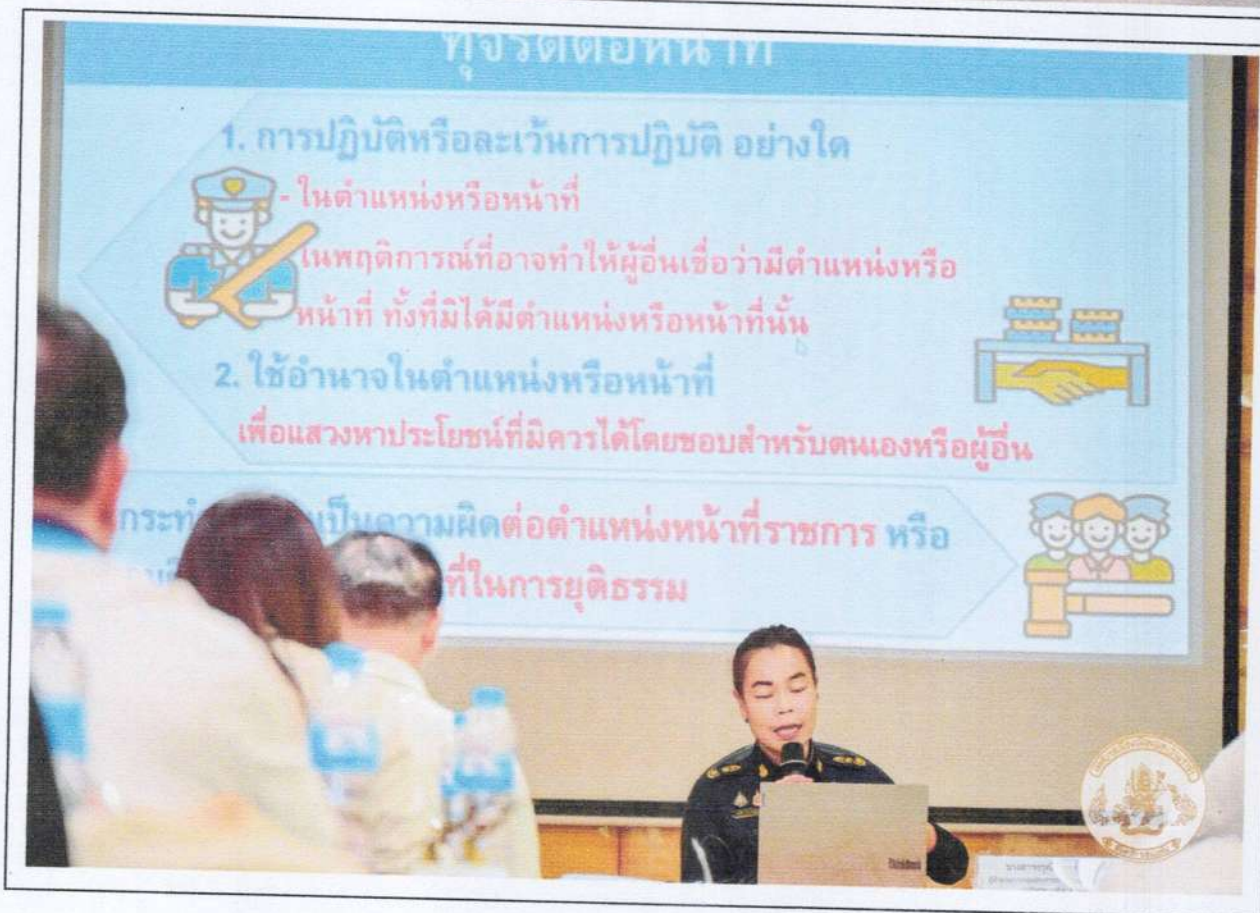 ทุจริตต่อหน้าที่
1. การปฏิบัติหรือละเว้นการปฏิบัติ อย่างใด
- ในตำแหน่งหรือหน้าที่
ในพฤติการณ์ที่อาจทำให้ผู้อื่นเชื่อว่ามีตำแหน่งหรือ
หน้าที่ ทั้งที่มิได้มีตำแหน่งหรือหน้าที่นั้น
2. ใช้อำนาจในตำแหน่งหรือหน้าที่
เพื่อแสวงหาประโยชน์ที่มิควรได้โดยชอบสำหรับตนเองหรือผู้อื่น
กระทำ เป็นความผิดต่อตำแหน่งหน้าที่ราชการ หรือ
ที่ในการยุติธรรม
ThinkBook